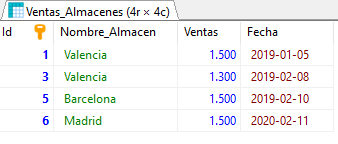 Ventas_Almacenes (4r × 4c)
Id Nombre_Almacen Ventas Fecha
1 Valencia 1.500 2019-01-05
3 Valencia 1.300 2019-02-08
5 Barcelona 1.500 2019-02-10
6 Madrid 1.500 2020-02-11